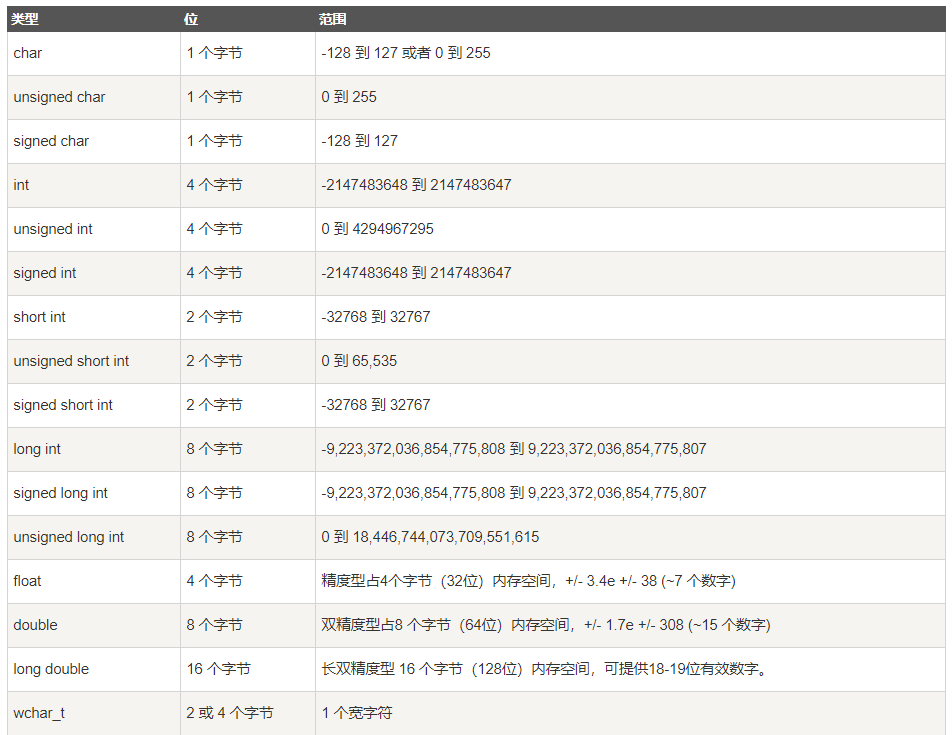 类型 位 范围
char 1 个字节 -128 到 127 或者 0 到 255
unsigned char 1 个字节 0 到 255
signed char 1 个字节 -128 到 127
int 4 个字节 -2147483648 到 2147483647
unsigned int 4 个字节 0 到 4294967295
signed int 4 个字节 -2147483648 到 2147483647
short int 2 个字节 -32768 到 32767
unsigned short int 2 个字节 0 到 65,535
signed short int 2 个字节 -32768 到 32767
long int 8 个字节 -9,223,372,036,854,775,808 到 9,223,372,036,854,775,807
signed long int 8 个字节 -9,223,372,036,854,775,808 到 9,223,372,036,854,775,807
unsigned long int 8 个字节 0 到 18,446,744,073,709,551,615
float 4 个字节 精度型占4个字节（32位）内存空间，+/- 3.4e +/- 38 (~7 个数字)
double 8 个字节 双精度型占8 个字节（64位）内存空间，+/- 1.7e +/- 308 (~15 个数字)
long double 16 个字节 长双精度型 16 个字节（128位）内存空间，可提供18-19位有效数字。
wchar_t 2 或 4 个字节 1 个宽字符